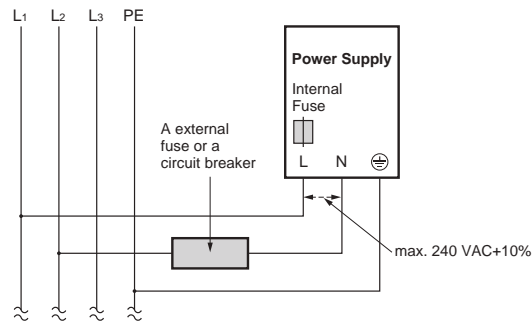 L1 L2 L3 PE
Power Supply
Internal
Fuse
A external
fuse or a
circuit breaker
L N
max. 240 VAC+10%